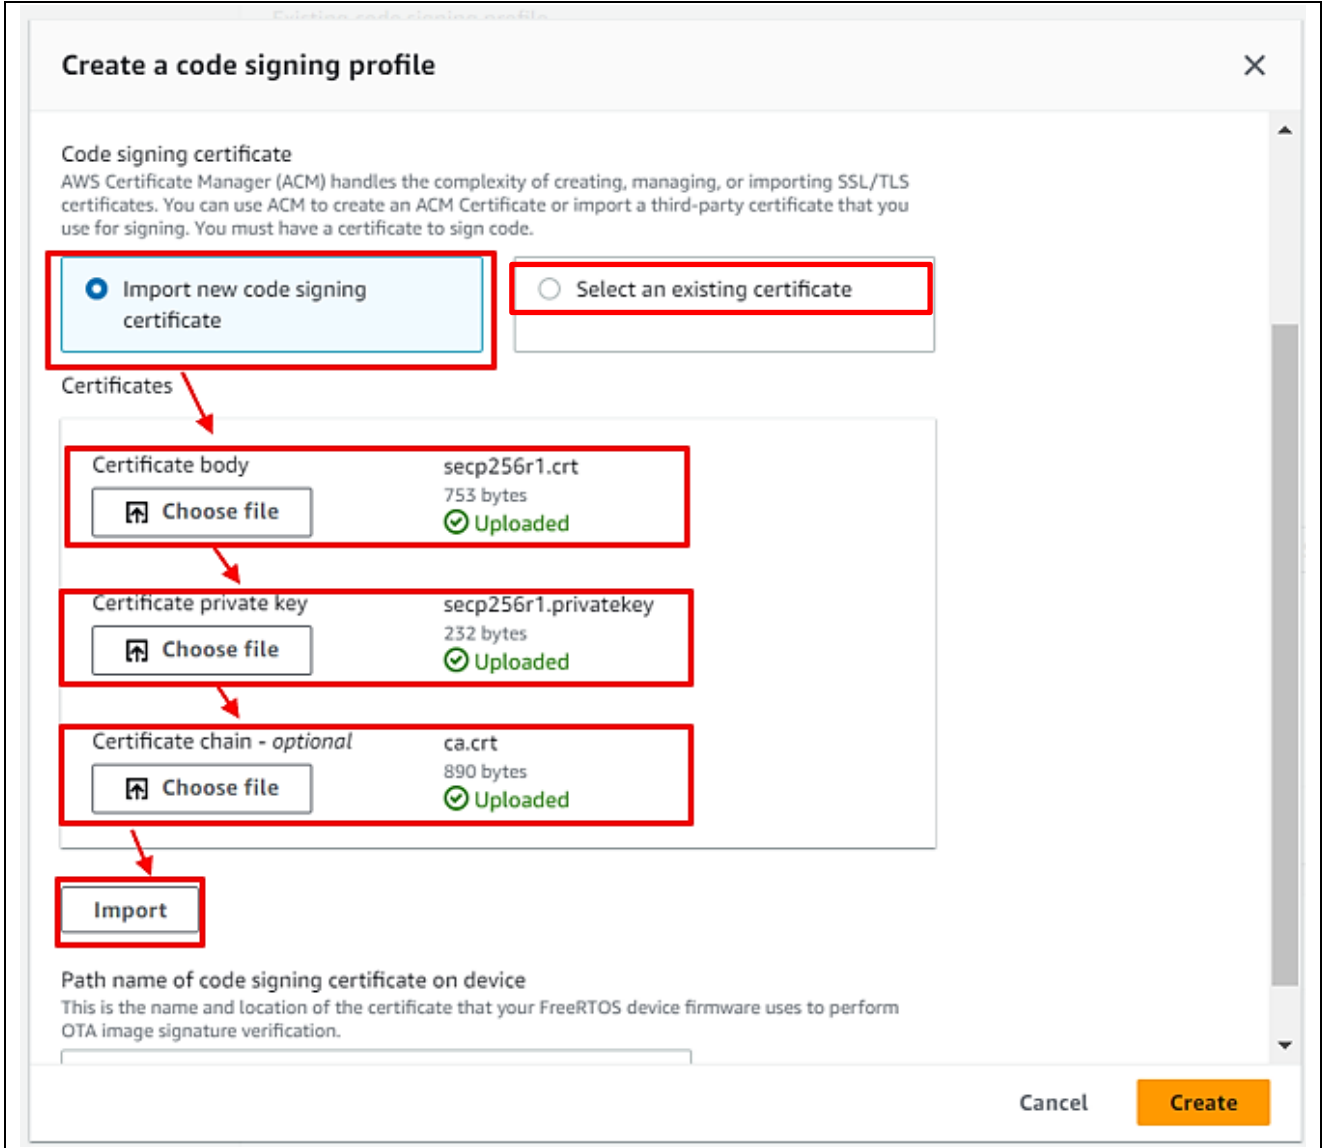 Existing code signing profile
Create a code signing profile
Code signing certificate
AWS Certificate Manager (ACM) handles the complexity of creating, managing, or importing SSL/TLS
certificates. You can use ACM to create an ACM Certificate or import a third-party certificate that you
use for signing. You must have a certificate to sign code.
Import new code signing
certificate
Select an existing certificate
Certificates
Certificate body
secp256r1.crt
753 bytes
Choose file
Uploaded
Certificate private key
secp256r1.privatekey
232 bytes
Choose file
Uploaded
Certificate chain - optional
ca.crt
890 bytes
Choose file
Uploaded
Import
Path name of code signing certificate on device
This is the name and location of the certificate that your FreeRTOS device firmware uses to perform
OTA image signature verification.
Cancel
Create